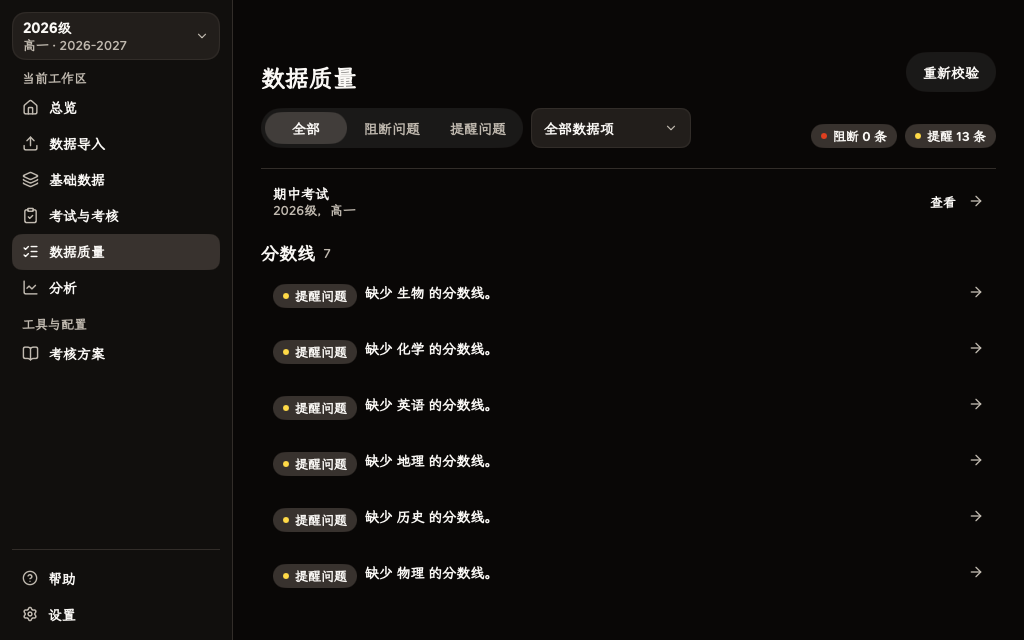 2026级
高一 · 2026-2027
当前工作区
总览
数据导入
基础数据
考试与考核
数据质量
分析
工具与配置
考核方案
帮助
设置
数据质量
重新校验
全部
阻断问题
提醒问题
全部数据项
阻断 0 条
提醒 13 条
期中考试
2026级，高一
查看
分数线 7
提醒问题 缺少 生物 的分数线。
提醒问题 缺少 化学 的分数线。
提醒问题 缺少 英语 的分数线。
提醒问题 缺少 地理 的分数线。
提醒问题 缺少 历史 的分数线。
提醒问题 缺少 物理 的分数线。